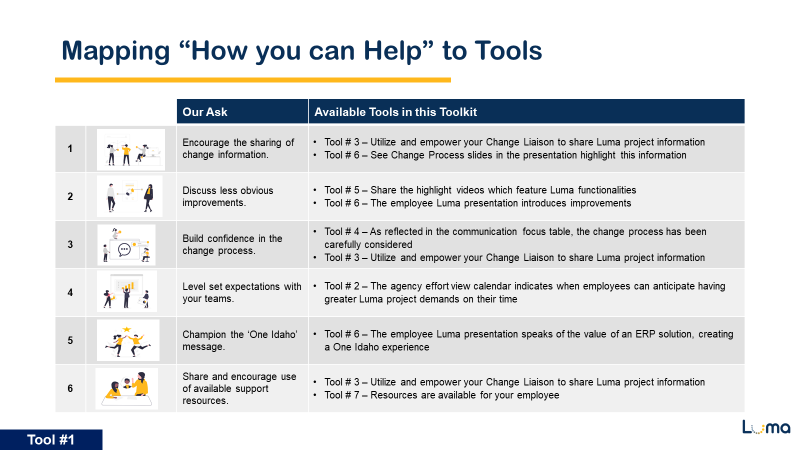 Mapping “How you can Help” to Tools
Our Ask
Available Tools in this Toolkit
1
Encourage the sharing of
change information.
• Tool # 3 – Utilize and empower your Change Liaison to share Luma project information
• Tool # 6 – See Change Process slides in the presentation highlight this information
2
Discuss less obvious
improvements.
• Tool # 5 – Share the highlight videos which feature Luma functionalities
• Tool # 6 – The employee Luma presentation introduces improvements
3
Build confidence in the
change process.
• Tool # 4 – As reflected in the communication focus table, the change process has been
carefully considered
• Tool # 3 – Utilize and empower your Change Liaison to share Luma project information
4
Level set expectations with
your teams.
• Tool # 2 – The agency effort view calendar indicates when employees can anticipate having
greater Luma project demands on their time
5
Champion the ‘One Idaho’
message.
• Tool # 6 – The employee Luma presentation speaks of the value of an ERP solution, creating
a One Idaho experience
6
Share and encourage use
of available support
resources.
• Tool # 3 – Utilize and empower your Change Liaison to share Luma project information
• Tool # 7 – Resources are available for your employee
Tool #1
Luma